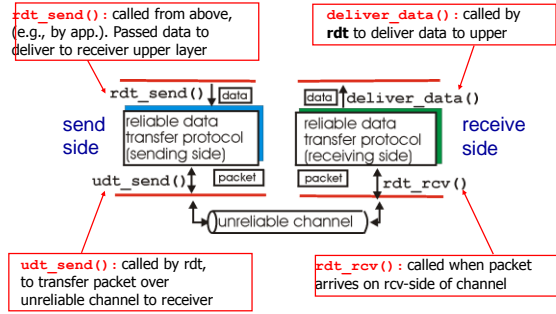 rdt_send(): called from above,
(e.g., by app.). Passed data to
deliver to receiver upper layer
deliver_data(): called by
rdt to deliver data to upper
rdt_send()
data
data
deliver_data()
send
side
reliable data
transfer protocol
(sending side)
reliable data
transfer protocol
(receiving side)
receive
side
udt_send()
packet
packet
rdt_rcv()
unreliable channel
udt_send(): called by rdt,
to transfer packet over
unreliable channel to receiver
rdt_rcv(): called when packet
arrives on rcv-side of channel